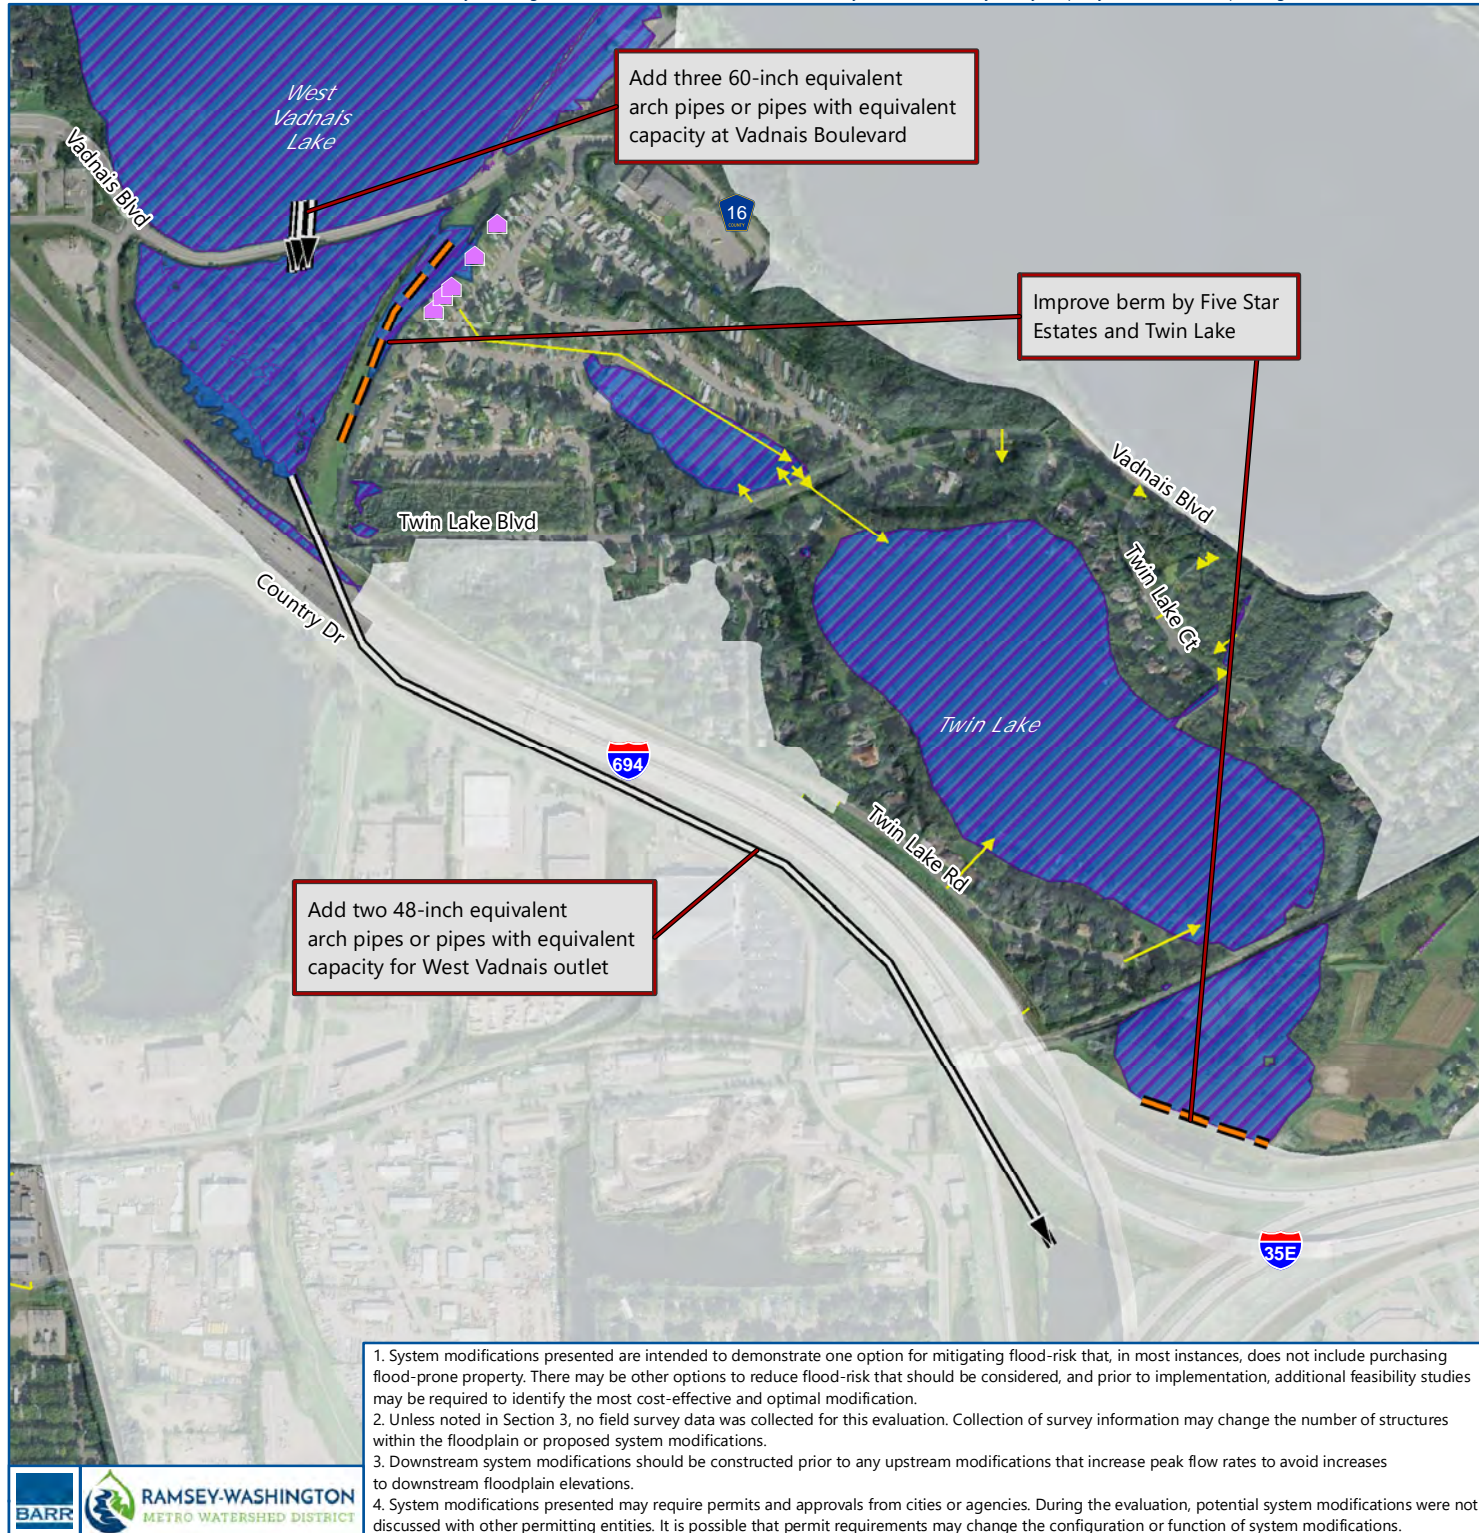 West
Vadnais
Lake
Vadnais Blvd
Add three 60-inch equivalent
arch pipes or pipes with equivalent
capacity at Vadnais Boulevard
16
COUNTY
Improve berm by Five Star
Estates and Twin Lake
Vadnais Blvd
Twin Lake Blvd
Twin Lake Ct
Country Dr
Twin Lake
694
Twin Lake Rd
Add two 48-inch equivalent
arch pipes or pipes with equivalent
capacity for West Vadnais outlet
35E
1. System modifications presented are intended to demonstrate one option for mitigating flood-risk that, in most instances, does not include purchasing
flood-prone property. There may be other options to reduce flood-risk that should be considered, and prior to implementation, additional feasibility studies
may be required to identify the most cost-effective and optimal modification.
2. Unless noted in Section 3, no field survey data was collected for this evaluation. Collection of survey information may change the number of structures
within the floodplain or proposed system modifications.
3. Downstream system modifications should be constructed prior to any upstream modifications that increase peak flow rates to avoid increases
to downstream floodplain elevations.
4. System modifications presented may require permits and approvals from cities or agencies. During the evaluation, potential system modifications were not
discussed with other permitting entities. It is possible that permit requirements may change the configuration or function of system modifications.
BARR
RAMSEY-WASHINGTON
METRO WATERSHED DISTRICT